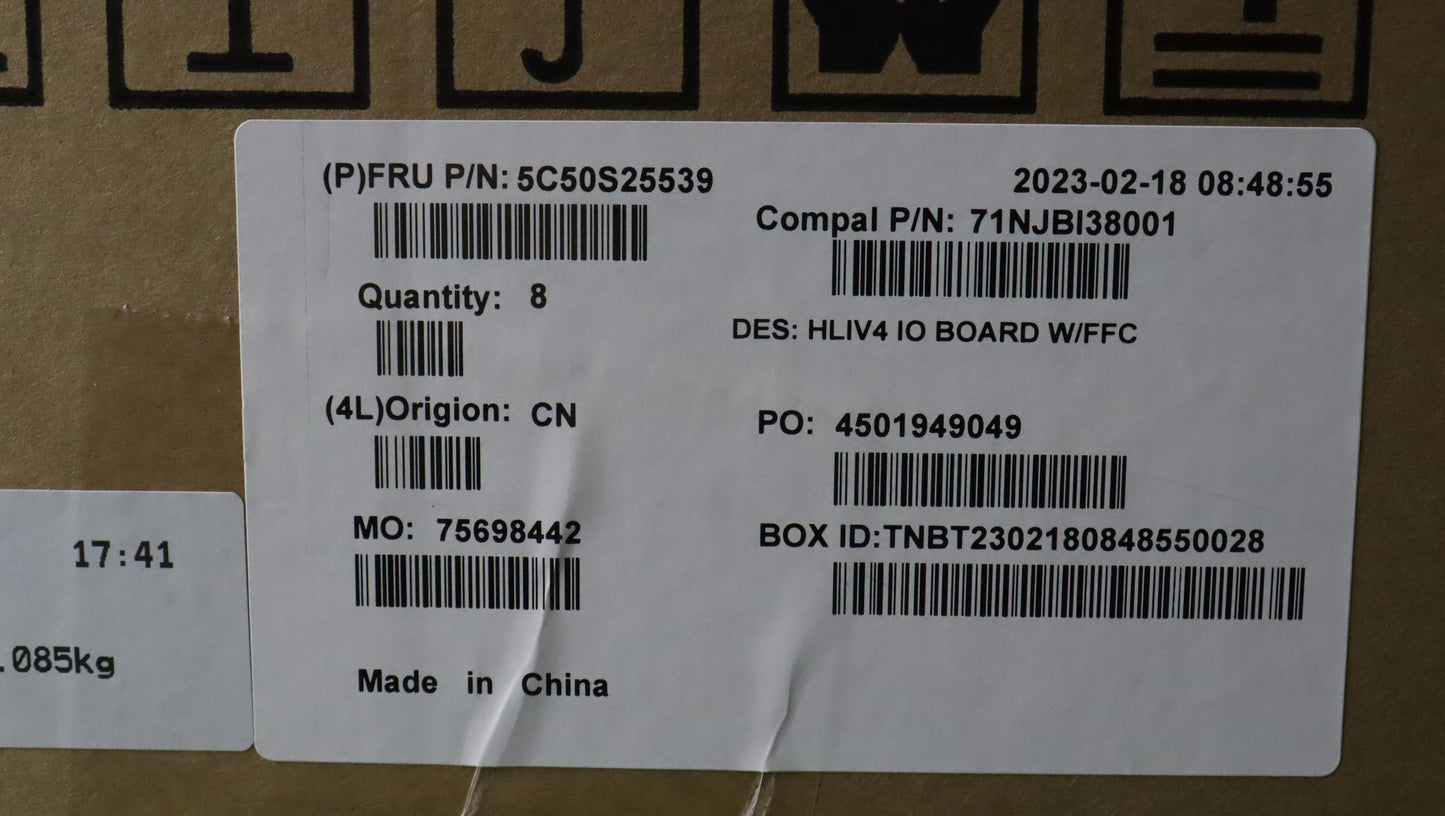 (P)FRU P/N: 5C50S25539
2023-02-18 08:48:55
Compal P/N: 71NJBI38001
Quantity: 8
DES: HLIV4 IO BOARD W/FFC
(4L)Origion: CN
PO: 4501949049
MO: 75698442
BOX ID:TNBT2302180848550028
Made in China
17:41
.085kg